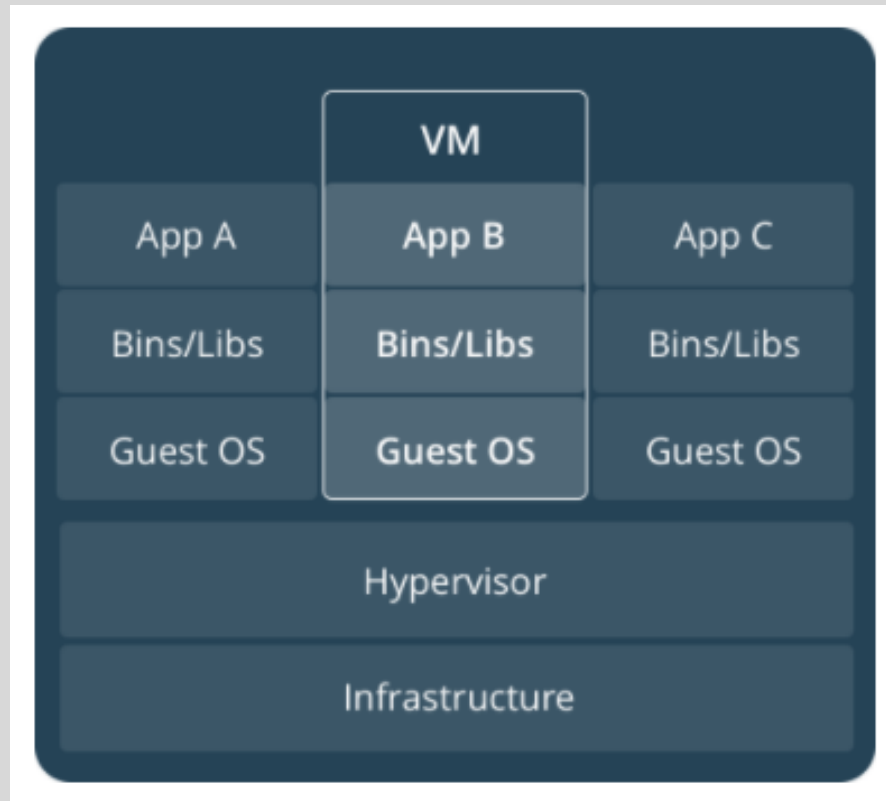 VM
App A App B App C
Bins/Libs Bins/Libs Bins/Libs
Guest OS Guest OS Guest OS
Hypervisor
Infrastructure